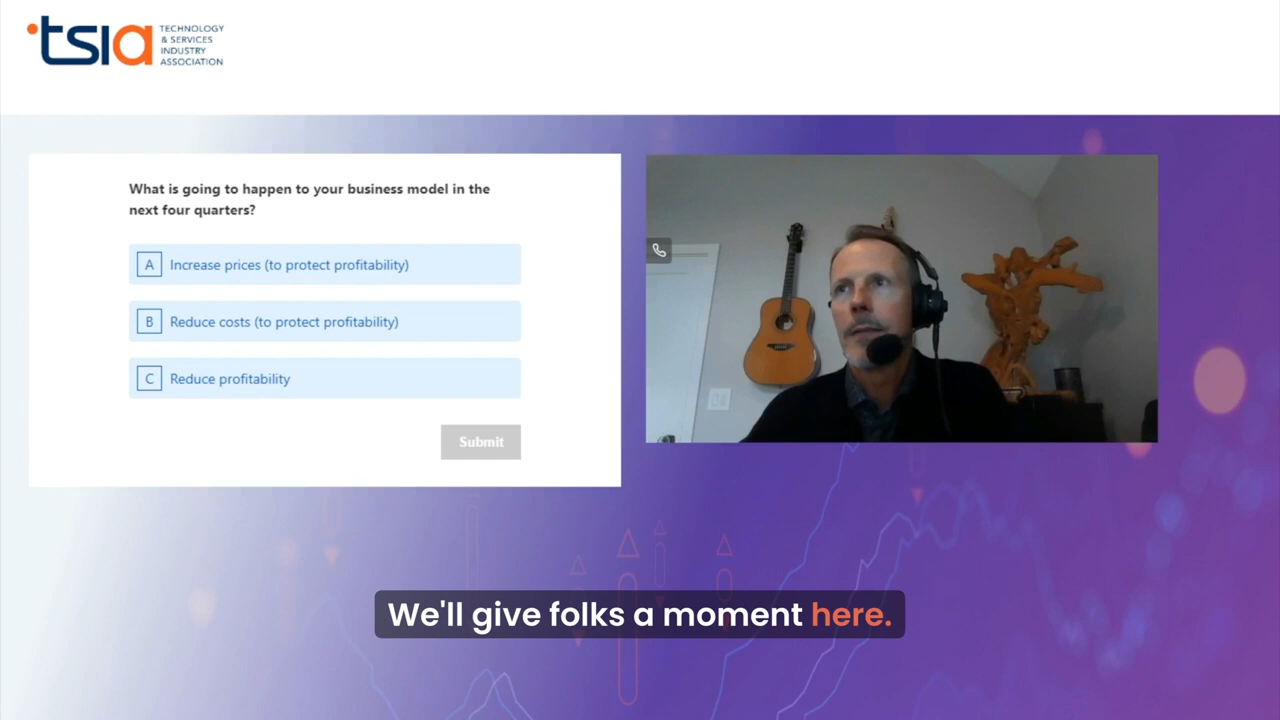 tsia
TECHNOLOGY
& SERVICES
INDUSTRY
ASSOCIATION
What is going to happen to your business model in the
next four quarters?
A Increase prices (to protect profitability)
B Reduce costs (to protect profitability)
C Reduce profitability
Submit
We'll give folks a moment here.